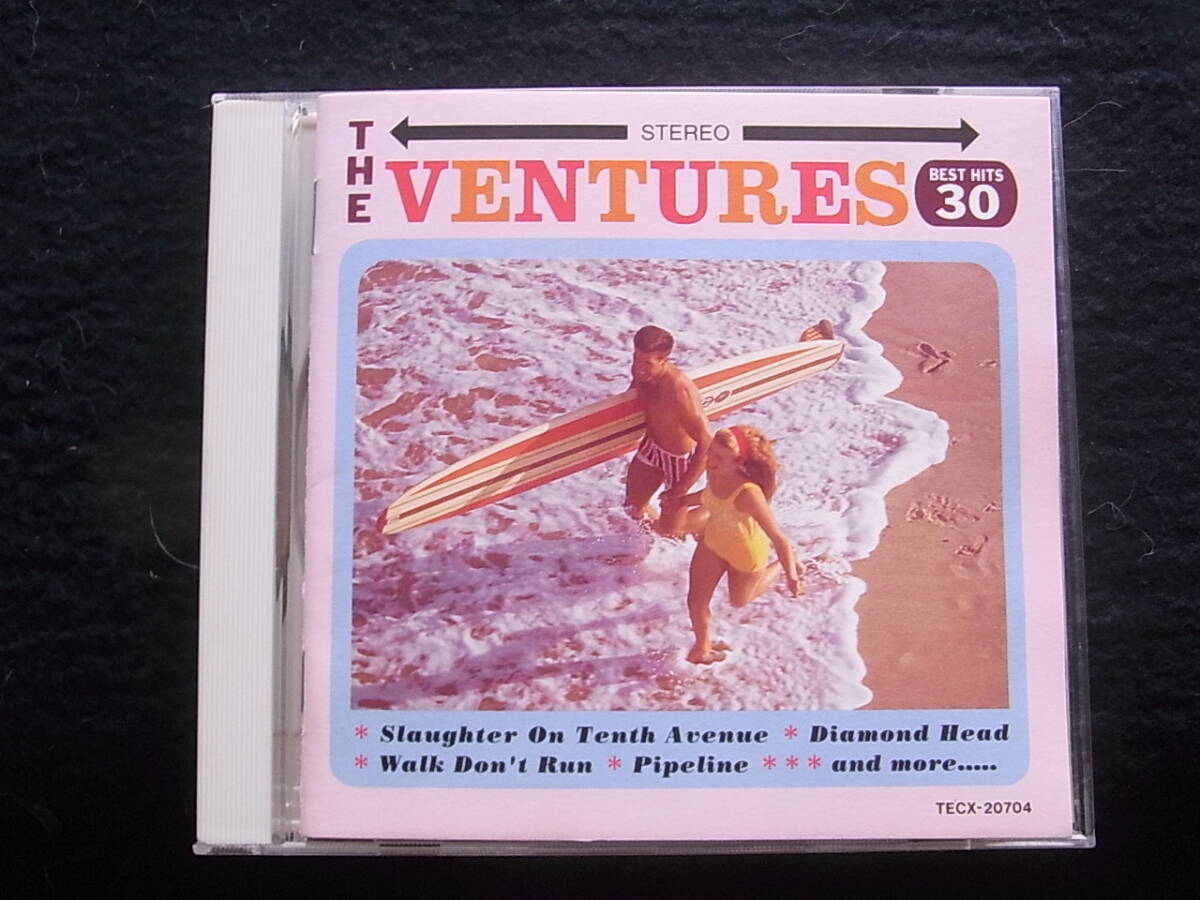 STEREO
THE VENTURES BEST HITS 30
* Slaughter On Tenth Avenue * Diamond Head
* Walk Don't Run * Pipeline * * * and more.....
TECX-20704